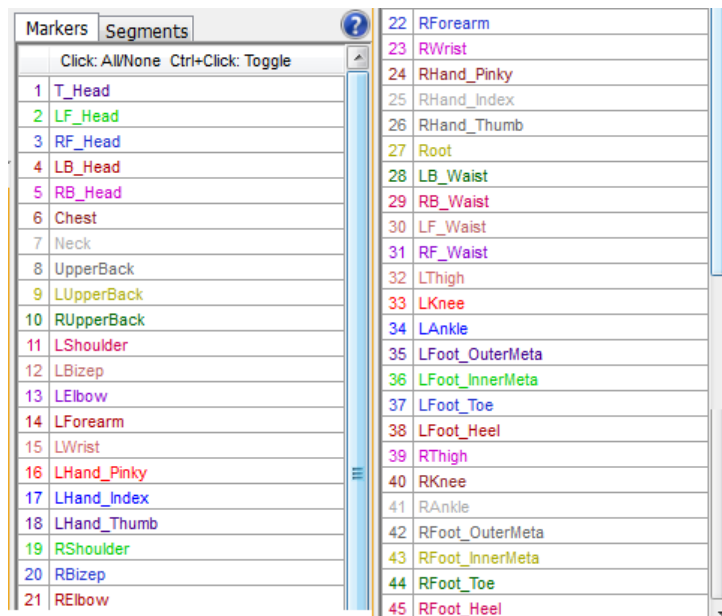 Markers Segments ?
Click: All/None Ctrl+Click: Toggle
1 T_Head
2 LF_Head
3 RF_Head
4 LB_Head
5 RB_Head
6 Chest
7 Neck
8 UpperBack
9 LUpperBack
10 RUpperBack
11 LShoulder
12 LBizep
13 LElbow
14 LForearm
15 LWrist
16 LHand_Pinky
17 LHand_Index
18 LHand_Thumb
19 RShoulder
20 RBizep
21 RElbow
22 RForearm
23 RWrist
24 RHand_Pinky
25 RHand_Index
26 RHand_Thumb
27 Root
28 LB_Waist
29 RB_Waist
30 LF_Waist
31 RF_Waist
32 LThigh
33 LKnee
34 LAnkle
35 LFoot_OuterMeta
36 LFoot_InnerMeta
37 LFoot_Toe
38 LFoot_Heel
39 RThigh
40 RKnee
41 RAnkle
42 RFoot_OuterMeta
43 RFoot_InnerMeta
44 RFoot_Toe
45 RFoot_Heel